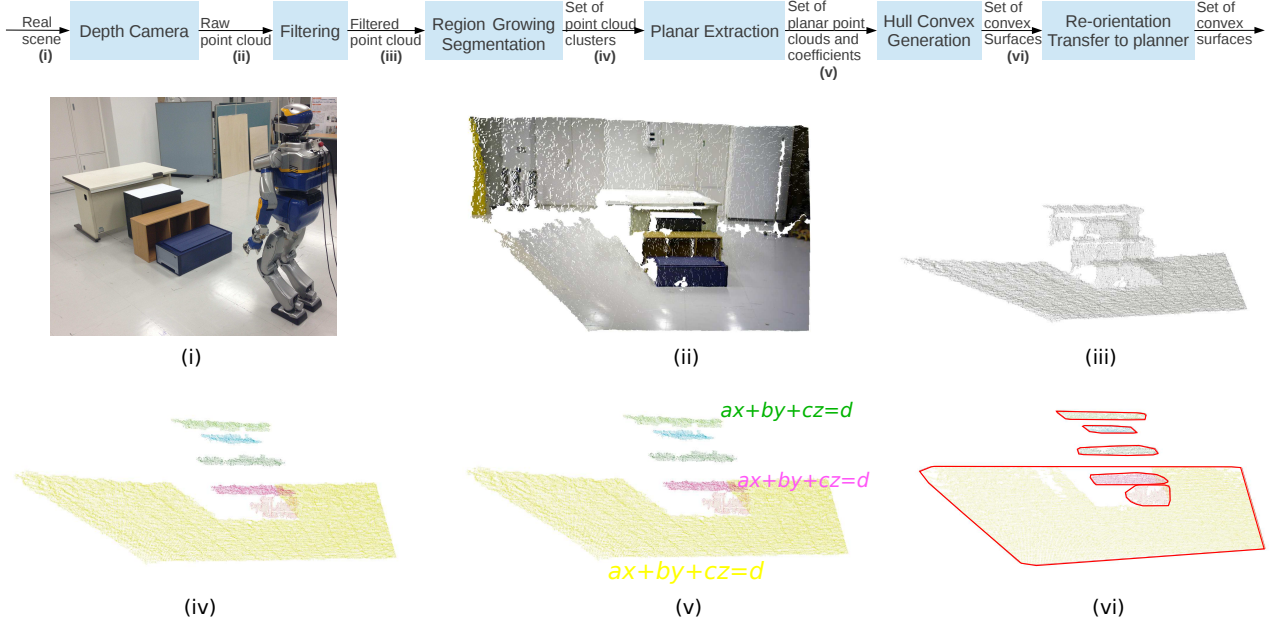 Real
scene
(i)
Depth Camera
Raw
point cloud
(ii)
Filtering
Filtered
point cloud
(iii)
Region Growing
Segmentation
Set of
point cloud
clusters
(iv)
Planar Extraction
Set of
planar point
clouds and
coefficients
(v)
Hull Convex
Generation
Set of
convex
Surfaces
(vi)
Re-orientation
Transfer to planner
Set of
convex
surfaces
(i)
(ii)
(iii)
ax+by+cz=d
ax+by+cz=d
ax+by+cz=d
(iv)
(v)
(vi)